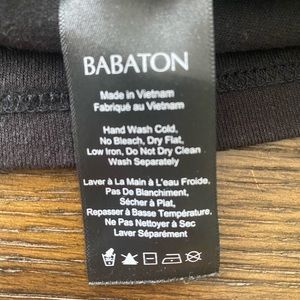 BABATON
Made in Vietnam
Fabriqué au Vietnam
Hand Wash Cold,
No Bleach, Dry Flat,
Low Iron, Do Not Dry Clean
Wash Separately
Laver à La Main à L'eau Froide,
Pas De Blanchiment,
Sécher à Plat,
Repasser à Basse Température,
Ne Pas Nettoyer à Sec
Laver Séparément